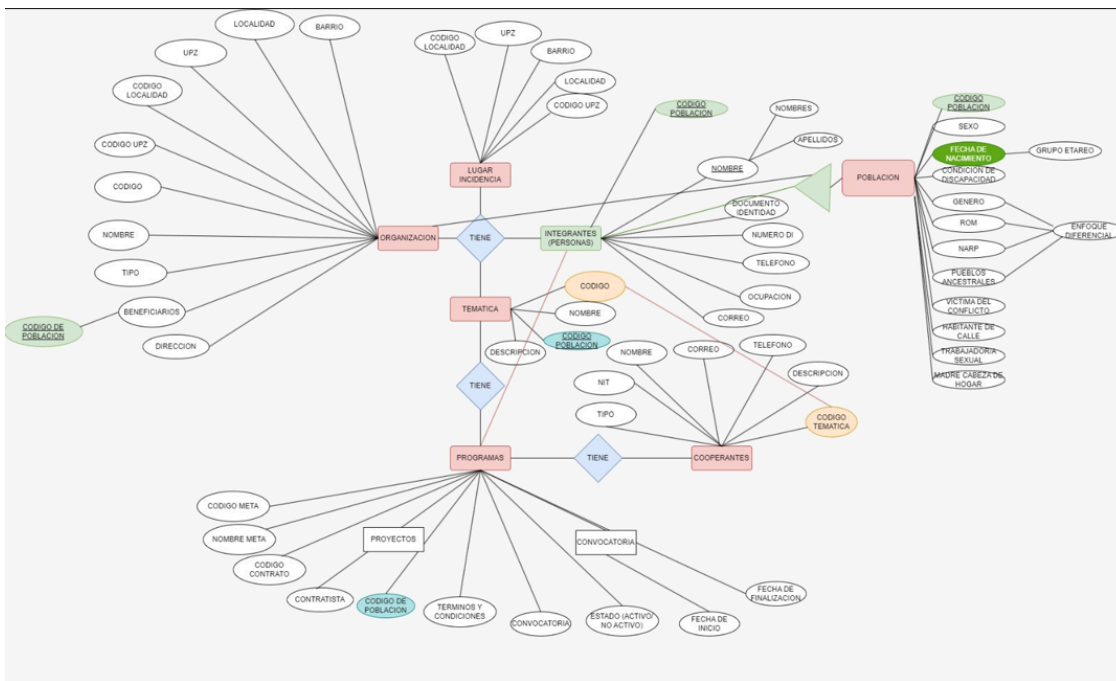 LOCALIDAD
BARRIO
UPZ
CODIGO
LOCALIDAD
CODIGO UPZ
CODIGO
NOMBRE
TIPO
BENEFICIARIOS
CODIGO DE
POBLACION
DIRECCION
ORGANIZACION
CODIGO
LOCALIDAD
UPZ
BARRIO
LOCALIDAD
CODIGO UPZ
LUGAR
INCIDENCIA
TIENE
INTEGRANTES
(PERSONAS)
CODIGO
POBLACION
NOMBRES
APELLIDOS
NOMBRE
DOCUMENTO
IDENTIDAD
NUMERO DI
TELEFONO
OCUPACION
CORREO
POBLACION
CODIGO
POBLACION
SEXO
FECHA DE
NACIMIENTO
GRUPO ETAREO
CONDICION DE
DISCAPACIDAD
GENERO
ROM
NARP
ENFOQUE
DIFERENCIAL
PUEBLOS
ANCESTRALES
VICTIMA DEL
CONFLICTO
HABITANTE DE
CALLE
TRABAJADOR/A
SEXUAL
MADRE CABEZA DE
HOGAR
TEMATICA
CODIGO
NOMBRE
CODIGO
POBLACION
DESCRIPCION
TIENE
NOMBRE
CORREO
TELEFONO
DESCRIPCION
NIT
TIPO
CODIGO
TEMATICA
PROGRAMAS
TIENE
COOPERANTES
CODIGO META
NOMBRE META
CODIGO
CONTRATO
PROYECTOS
CONTRATISTA
CODIGO DE
POBLACION
TERMINOS Y
CONDICIONES
CONVOCATORIA
CONVOCATORIA
ESTADO (ACTIVO/
NO ACTIVO)
FECHA DE
INICIO
FECHA DE
FINALIZACION